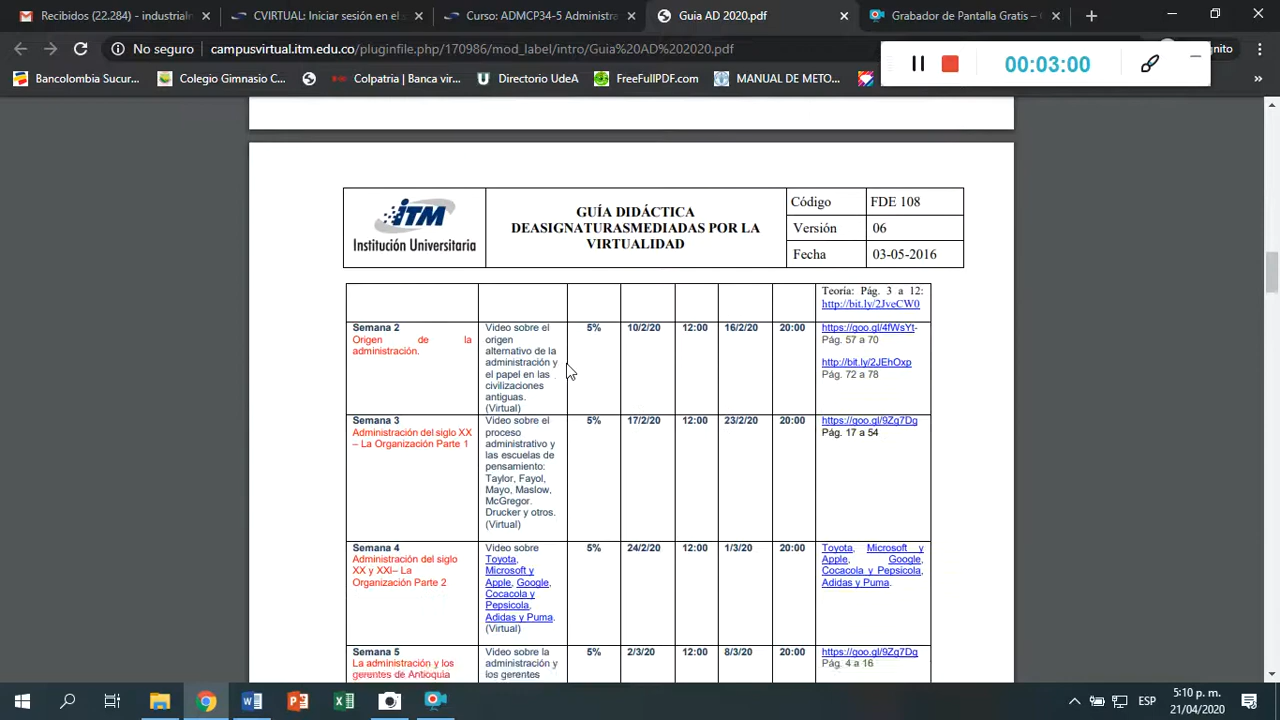 Recibidos (22.284) - industrialn
CVIRTUAL: Iniciar sesión en el s
Curso: ADMCP34-5 Administra
Guia AD 2020.pdf
Grabador de Pantalla Gratis – C
No seguro
campusvirtual.itm.edu.co/pluginfile.php/170986/mod_label/intro/Guia%20AD%202020.pdf
ógnito
00:03:00
Bancolombia Sucur...
Colegio Gimnasio C...
Colpatria | Banca vir...
Directorio UdeA
FreeFullPDF.com
MANUAL DE METO...
iTM
Institución Universitaria
GUÍA DIDÁCTICA
DEASIGNATURASMEDIADAS POR LA
VIRTUALIDAD
Código FDE 108
Versión 06
Fecha 03-05-2016
Teoría: Pág. 3 a 12:
http://bit.ly/2JveCW0
Semana 2
Origen de la
administración.
Video sobre el
origen
alternativo de la
administración y
el papel en las
civilizaciones
antiguas.
(Virtual)
5% 10/2/20 12:00 16/2/20 20:00
https://goo.gl/4fWsYt-
Pág. 57 a 70
http://bit.ly/2JEhOxp
Pág. 72 a 78
Semana 3
Administración del siglo XX
– La Organización Parte 1
Video sobre el
proceso
administrativo y
las escuelas de
pensamiento:
Taylor, Fayol,
Mayo, Maslow,
McGregor.
Drucker y otros.
(Virtual)
5% 17/2/20 12:00 23/2/20 20:00
https://goo.gl/9Zg7Dg
Pág. 17 a 54
Semana 4
Administración del siglo
XX y XXI– La
Organización Parte 2
Video sobre
Toyota,
Microsoft y
Apple, Google,
Cocacola y
Pepsicola,
Adidas y Puma.
(Virtual)
5% 24/2/20 12:00 1/3/20 20:00
Toyota, Microsoft y
Apple, Google,
Cocacola y Pepsicola,
Adidas y Puma.
Semana 5
La administración y los
gerentes de Antioquia
Video sobre la
administración y
los gerentes
5% 2/3/20 12:00 8/3/20 20:00
https://goo.gl/9Zg7Dg
Pág. 4 a 16
ESP
5:10 p. m.
21/04/2020